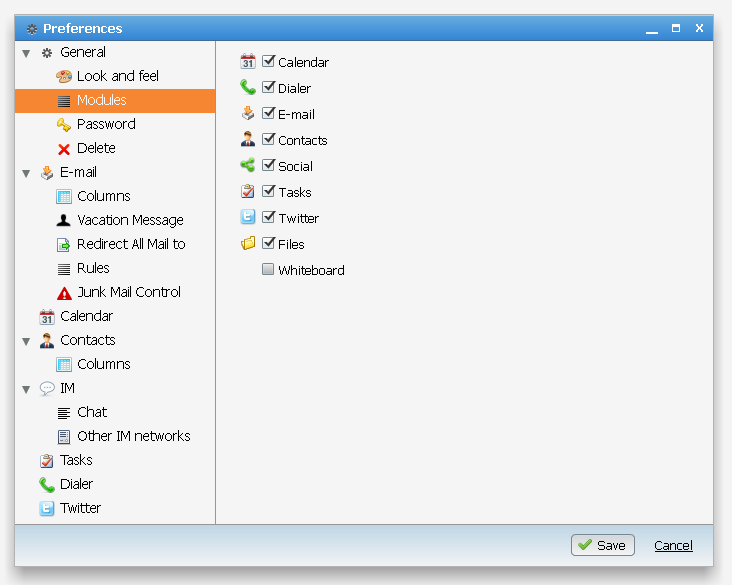 Preferences
General
Look and feel
Modules
Password
Delete
E-mail
Columns
Vacation Message
Redirect All Mail to
Rules
Junk Mail Control
31 Calendar
Contacts
Columns
IM
Chat
Other IM networks
Tasks
Dialer
Twitter
31 Calendar
Dialer
E-mail
Contacts
Social
Tasks
Twitter
Files
Whiteboard
Save Cancel